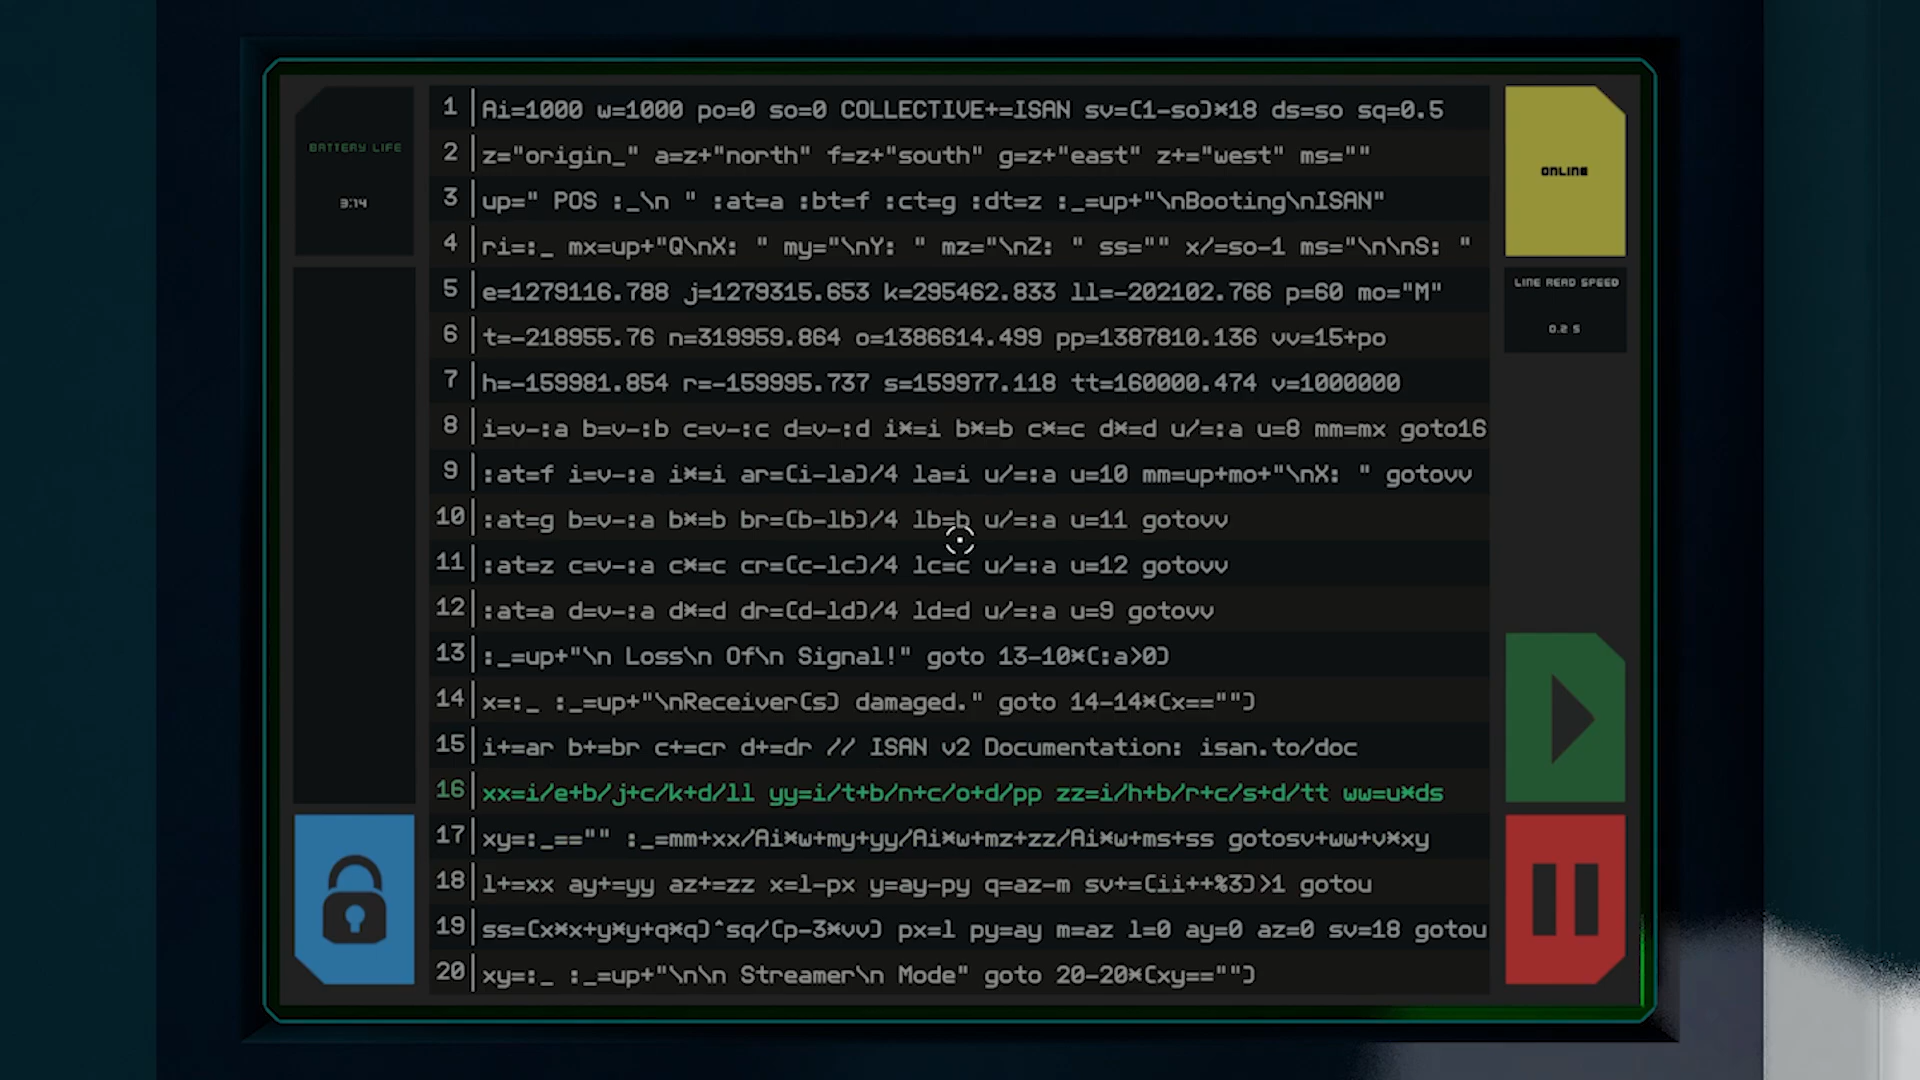 BATTERY LIFE
3:14
1 Ai=1000 w=1000 po=0 so=0 COLLECTIVE+=ISAN sv=(1-so)*18 ds=so sq=0.5
2 z="origin_" a=z+"north" f=z+"south" g=z+"east" z+="west" ms=""
3 up=" POS :_\n " :at=a :bt=f :ct=g :dt=z :_=up+"\nBooting\nISAN"
4 ri=:_ mx=up+"Q\nX: " my="\nY: " mz="\nZ: " ss="" x/=so-1 ms="\n\nS: "
5 e=1279116.788 j=1279315.653 k=295462.833 ll=-202102.766 p=60 mo="M"
6 t=-218955.76 n=319959.864 o=1386614.499 pp=1387810.136 vv=15+po
7 h=-159981.854 r=-159995.737 s=159977.118 tt=160000.474 v=1000000
8 i=v-:a b=v-:b c=v-:c d=v-:d i*=i b*=b c*=c d*=d u/=:a u=8 mm=mx goto16
9 :at=f i=v-:a i*=i ar=(i-la)/4 la=i u/=:a u=10 mm=up+mo+"\nX: " gotovv
10 :at=g b=v-:a b*=b br=(b-lb)/4 lb=b u/=:a u=11 gotovv
11 :at=z c=v-:a c*=c cr=(c-lc)/4 lc=c u/=:a u=12 gotovv
12 :at=a d=v-:a d*=d dr=(d-ld)/4 ld=d u/=:a u=9 gotovv
13 :_=up+"\n Loss\n Of\n Signal!" goto 13-10*(:a>0)
14 x=:_ :_=up+"\nReceiver(s) damaged." goto 14-14*(x=="")
15 i+=ar b+=br c+=cr d+=dr // ISAN v2 Documentation: isan.to/doc
16 xx=i/e+b/j+c/k+d/ll yy=i/t+b/n+c/o+d/pp zz=i/h+b/r+c/s+d/tt ww=u*ds
17 xy=:_=="" :_=mm+xx/Ai*w+my+yy/Ai*w+mz+zz/Ai*w+ms+ss gotosv+ww+v*xy
18 l+=xx ay+=yy az+=zz x=l-px y=ay-py q=az-m sv+=(ii++%3)>1 gotou
19 ss=(x*x+y*y+q*q)^sq/(p-3*vv) px=l py=ay m=az l=0 ay=0 az=0 sv=18 gotou
20 xy=:_ :_=up+"\n\n Streamer\n Mode" goto 20-20*(xy=="")
ONLINE
LINE READ SPEED
0.2 S